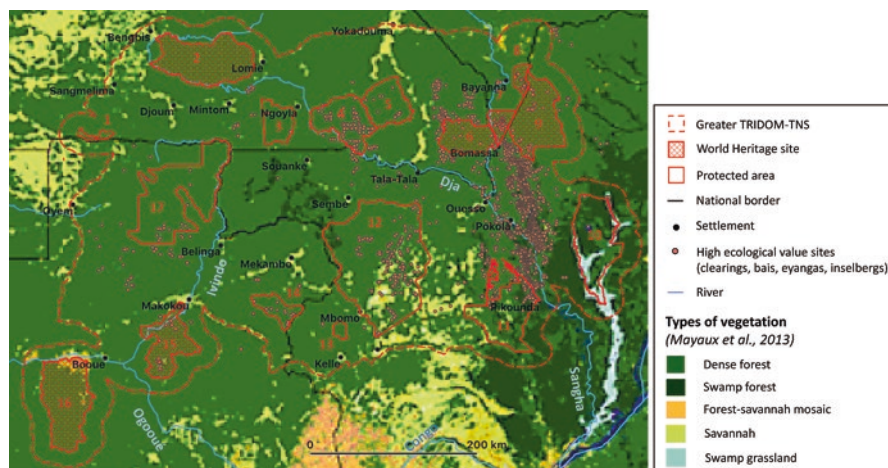 Yokadouma
Bengbis
Lomie
Sangmelima
Bayanna
Djoum
Mintom
Ngoyla
Bomassa
Souanke
Tala-Tala
Dja
Sembe
Ouesso
Oyem
Pokola
Belinga
Mekambo
Ivindo
Makokou
Mbomo
Pikounda
Booue
Kelle
Sangha
Ogooue
Congo
0 200 km
Greater TRIDOM-TNS
World Heritage site
Protected area
National border
Settlement
High ecological value sites
(clearings, bais, eyangas, inselbergs)
River
Types of vegetation
(Mayaux et al., 2013)
Dense forest
Swamp forest
Forest-savannah mosaic
Savannah
Swamp grassland